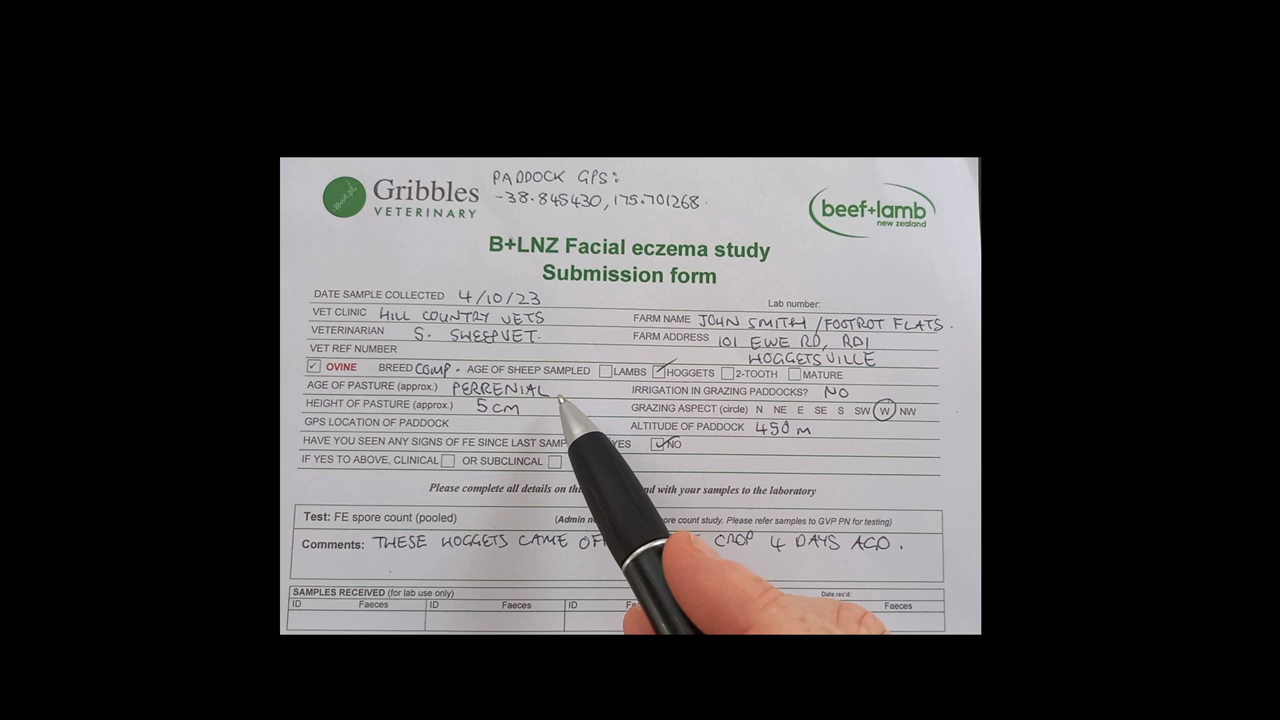 PADDOCK GPS:
-38.845430, 175.701268.
Gribbles
VETERINARY
beef+lamb
new zealand
B+LNZ Facial eczema study
Submission form
DATE SAMPLE COLLECTED 4/10/23
Lab number:
VET CLINIC HILL COUNTRY VETS
FARM NAME JOHN SMITH / FOOTROT FLATS.
VETERINARIAN S. SHEEPVET.
FARM ADDRESS 101 EWE RD, RD1
HOGGETSVILLE
VET REF NUMBER
OVINE BREED COMP. AGE OF SHEEP SAMPLED LAMBS HOGGETS 2-TOOTH MATURE
AGE OF PASTURE (approx.) PERRENIAL
IRRIGATION IN GRAZING PADDOCKS? NO
HEIGHT OF PASTURE (approx.) 5 CM
GRAZING ASPECT (circle) N NE E SE S SW W NW
GPS LOCATION OF PADDOCK
ALTITUDE OF PADDOCK 450 m
HAVE YOU SEEN ANY SIGNS OF FE SINCE LAST YES NO
IF YES TO ABOVE, CLINICAL OR SUBCLINCAL
Please complete all details on and with your samples to the laboratory
Test: FE spore count (pooled)
(Admin count study. Please refer samples to GVP PN for testing)
Comments: THESE HOGGETS CAME CROP 4 DAYS AGO.
SAMPLES RECEIVED (for lab use only)
Date rec'd:
ID Faeces ID Faeces ID Faeces